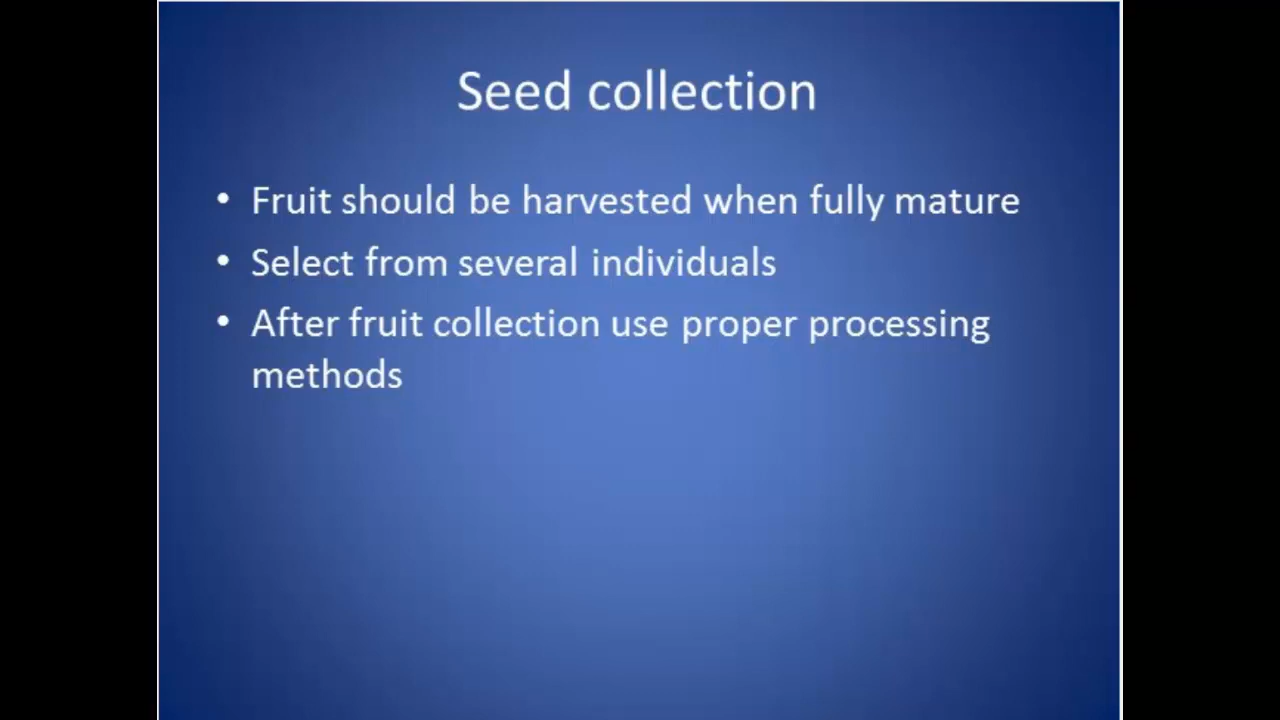 Seed collection
• Fruit should be harvested when fully mature
• Select from several individuals
• After fruit collection use proper processing
methods